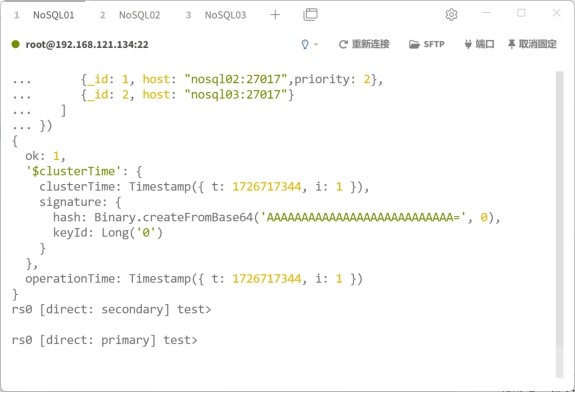 1 NoSQL01 2 NoSQL02 3 NoSQL03
root@192.168.121.134:22 重新连接 SFTP 端口 取消固定
... {_id: 1, host: "nosql02:27017",priority: 2},
... {_id: 2, host: "nosql03:27017"}
... ]
... })
{
ok: 1,
'$clusterTime': {
clusterTime: Timestamp({ t: 1726717344, i: 1 }),
signature: {
hash: Binary.createFromBase64('AAAAAAAAAAAAAAAAAAAAAAAAAAA=', 0),
keyId: Long('0')
}
},
operationTime: Timestamp({ t: 1726717344, i: 1 })
}
rs0 [direct: secondary] test>
rs0 [direct: primary] test>